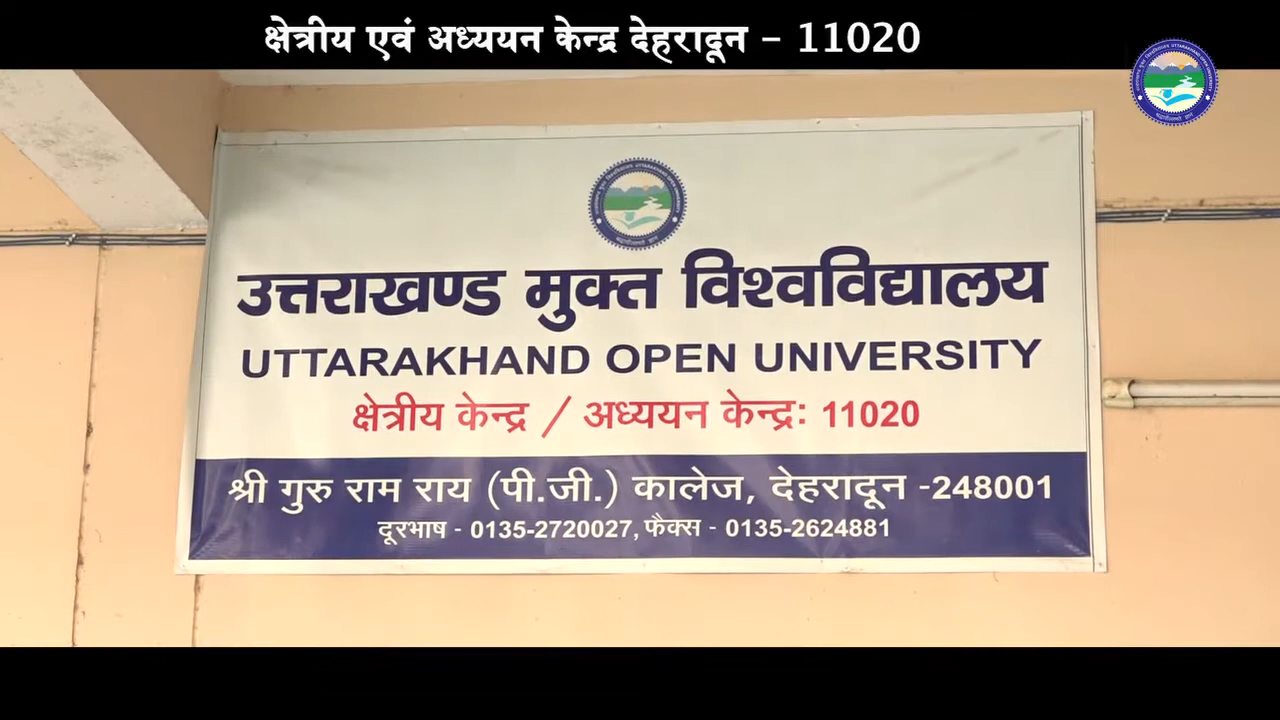 क्षेत्रीय एवं अध्ययन केन्द्र देहरादून - 11020
उत्तराखण्ड मुक्त विश्वविद्यालय
UTTARAKHAND OPEN UNIVERSITY
क्षेत्रीय केन्द्र / अध्ययन केन्द्र: 11020
श्री गुरु राम राय (पी.जी.) कालेज, देहरादून -248001
दूरभाष - 0135-2720027, फैक्स - 0135-2624881